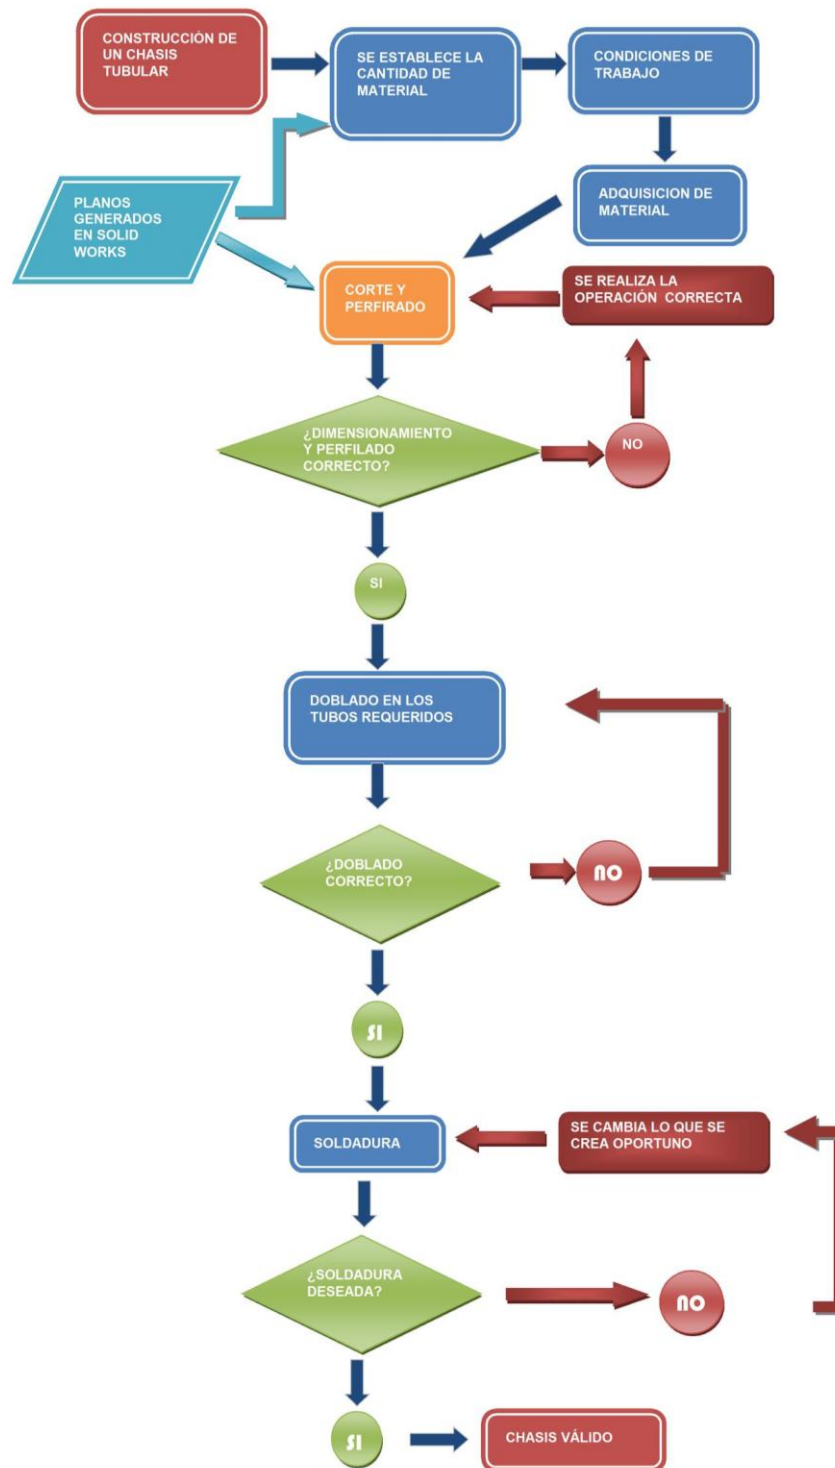 CONSTRUCCIÓN DE
UN CHASIS
TUBULAR
SE ESTABLECE LA
CANTIDAD DE
MATERIAL
CONDICIONES DE
TRABAJO
PLANOS
GENERADOS
EN SOLID
WORKS
ADQUISICION DE
MATERIAL
CORTE Y
PERFIRADO
SE REALIZA LA
OPERACIÓN CORRECTA
¿DIMENSIONAMIENTO
Y PERFILADO
CORRECTO?
NO
SI
DOBLADO EN LOS
TUBOS REQUERIDOS
¿DOBLADO
CORRECTO?
NO
SI
SOLDADURA
SE CAMBIA LO QUE SE
CREA OPORTUNO
¿SOLDADURA
DESEADA?
NO
SI
CHASIS VÁLIDO